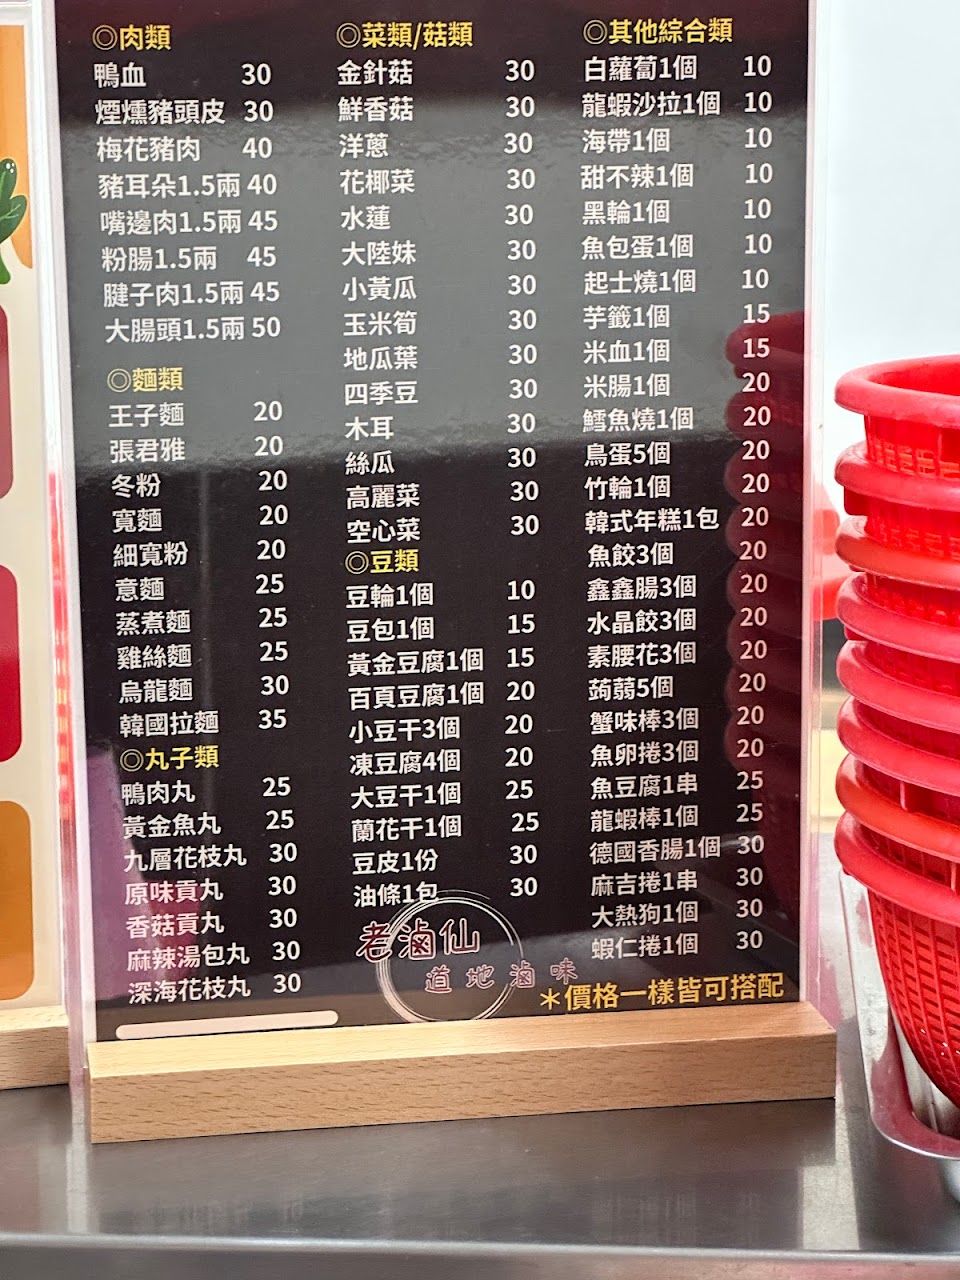 ◎肉類
鴨血 30
煙燻豬頭皮 30
梅花豬肉 40
豬耳朵1.5兩 40
嘴邊肉1.5兩 45
粉腸1.5兩 45
腱子肉1.5兩 45
大腸頭1.5兩 50
◎麵類
王子麵 20
張君雅 20
冬粉 20
寬麵 20
細寬粉 20
意麵 25
蒸煮麵 25
雞絲麵 25
烏龍麵 30
韓國拉麵 35
◎丸子類
鴨肉丸 25
黃金魚丸 25
九層花枝丸 30
原味貢丸 30
香菇貢丸 30
麻辣湯包丸 30
深海花枝丸 30
◎菜類/菇類
金針菇 30
鮮香菇 30
洋蔥 30
花椰菜 30
水蓮 30
大陸妹 30
小黃瓜 30
玉米筍 30
地瓜葉 30
四季豆 30
木耳 30
絲瓜 30
高麗菜 30
空心菜 30
◎豆類
豆輪1個 10
豆包1個 15
黃金豆腐1個 15
百頁豆腐1個 20
小豆干3個 20
凍豆腐4個 20
大豆干1個 25
蘭花干1個 25
豆皮1份 30
油條1包 30
老滷仙
道地滷味
◎其他綜合類
白蘿蔔1個 10
龍蝦沙拉1個 10
海帶1個 10
甜不辣1個 10
黑輪1個 10
魚包蛋1個 10
起士燒1個 10
芋籤1個 15
米血1個 15
米腸1個 20
鱈魚燒1個 20
鳥蛋5個 20
竹輪1個 20
韓式年糕1包 20
魚餃3個 20
鑫鑫腸3個 20
水晶餃3個 20
素腰花3個 20
蒟蒻5個 20
蟹味棒3個 20
魚卵捲3個 20
魚豆腐1串 25
龍蝦棒1個 25
德國香腸1個 30
麻吉捲1串 30
大熱狗1個 30
蝦仁捲1個 30
＊價格一樣皆可搭配